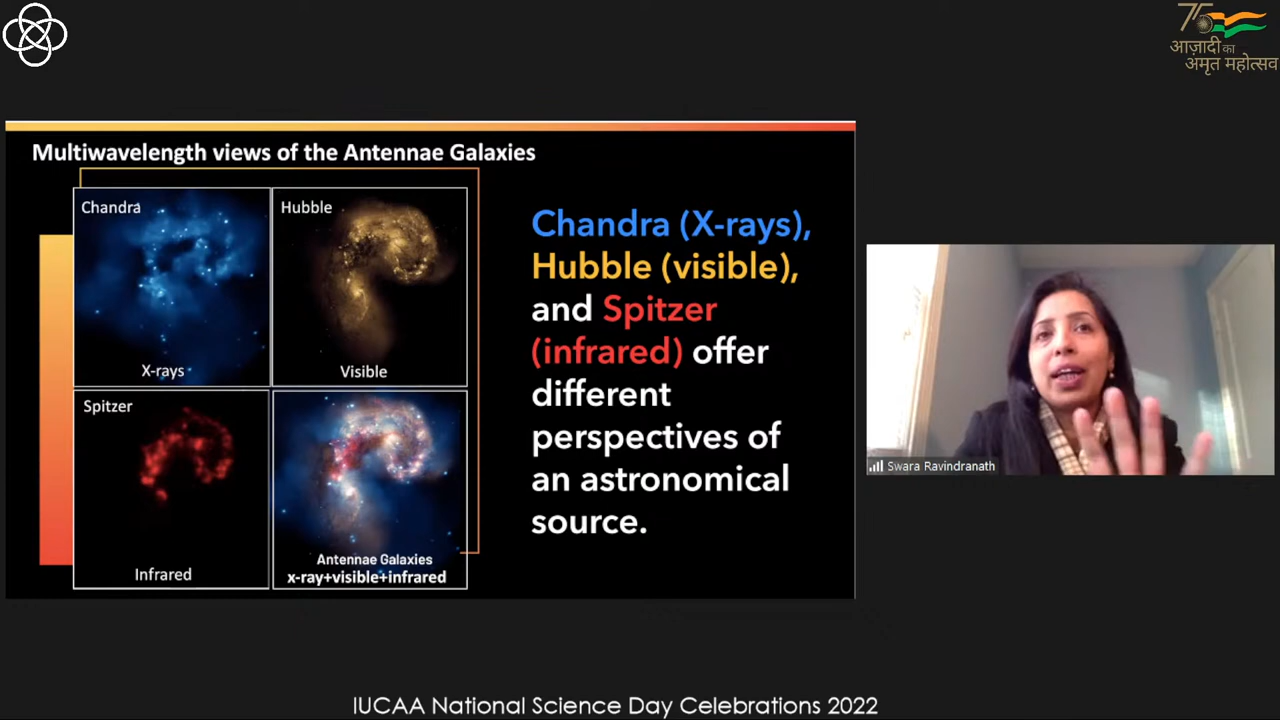 75
आज़ादी का
अमृत महोत्सव
Multiwavelength views of the Antennae Galaxies
Chandra
X-rays
Hubble
Visible
Spitzer
Infrared
Antennae Galaxies
x-ray+visible+infrared
Chandra (X-rays),
Hubble (visible),
and Spitzer
(infrared) offer
different
perspectives of
an astronomical
source.
Swara Ravindranath
IUCAA National Science Day Celebrations 2022